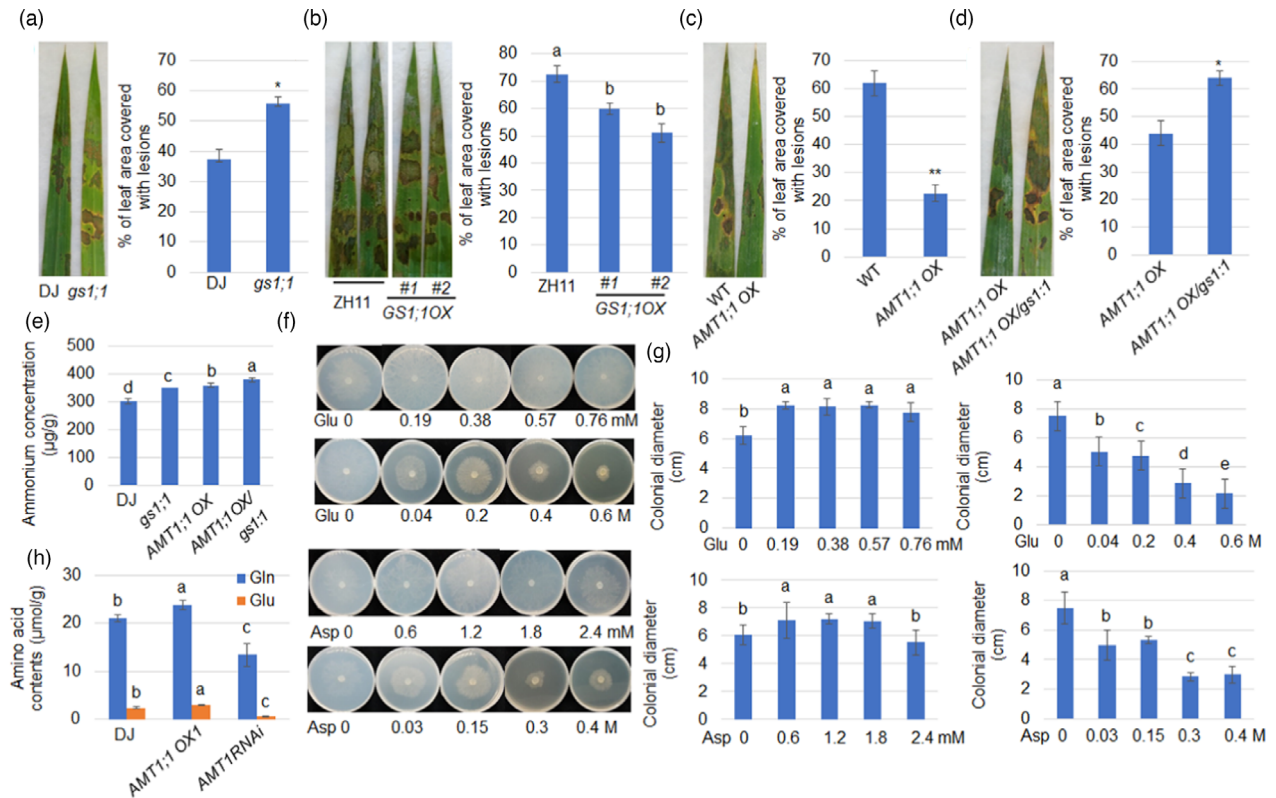 (a)
% of leaf area covered
with lesions
70
60
50
40
30
20
10
0
*
DJ gs1;1
DJ
gs1;1
(b)
% of leaf area covered
with lesions
80
70
60
50
40
30
20
10
0
a
b
b
ZH11
#1 #2
GS1;1OX
ZH11
#1 #2
GS1;1OX
(c)
% of leaf area covered
with lesions
70
60
50
40
30
20
10
0
**
WT
AMT1;1 OX
WT
AMT1;1 OX
(d)
% of leaf area covered
with lesions
70
60
50
40
30
20
10
0
*
AMT1;1 OX
AMT1;1 OX/gs1:1
AMT1;1 OX
AMT1;1 OX/gs1:1
(e)
Ammonium concentration
(µg/g)
500
400
300
200
100
0
d
c
b
a
DJ
gs1;1
AMT1;1 OX
AMT1;1 OX/
gs1:1
(f)
Glu 0 0.19 0.38 0.57 0.76 mM
Glu 0 0.04 0.2 0.4 0.6 M
Asp 0 0.6 1.2 1.8 2.4 mM
Asp 0 0.03 0.15 0.3 0.4 M
(g)
Colonial diameter
(cm)
10
8
6
4
2
0
b a a a a
Glu 0 0.19 0.38 0.57 0.76 mM
Colonial diameter
(cm)
10
8
6
4
2
0
a b c d e
Glu 0 0.04 0.2 0.4 0.6 M
Colonial diameter
(cm)
10
8
6
4
2
0
b a a a b
Asp 0 0.6 1.2 1.8 2.4 mM
Colonial diameter
(cm)
10
8
6
4
2
0
a b b c c
Asp 0 0.03 0.15 0.3 0.4 M
(h)
Amino acid
contents (µmol/g)
30
20
10
0
Gln
Glu
b
b
a
a
c
c
DJ
AMT1;1 OX1
AMT1RNAi